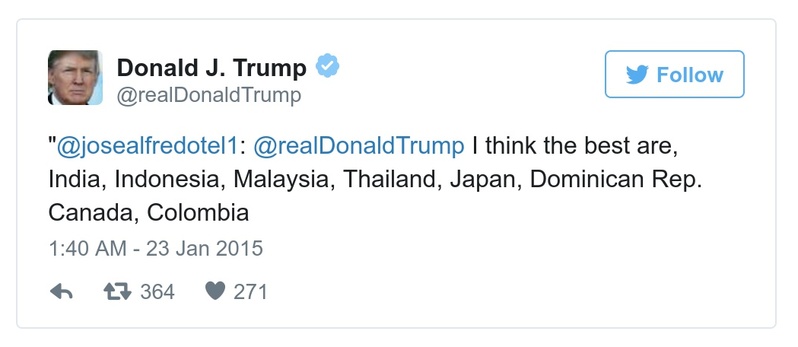 Donald J. Trump
@realDonaldTrump
Follow
"@josealfredotel1: @realDonaldTrump I think the best are,
India, Indonesia, Malaysia, Thailand, Japan, Dominican Rep.
Canada, Colombia
1:40 AM - 23 Jan 2015
364 271